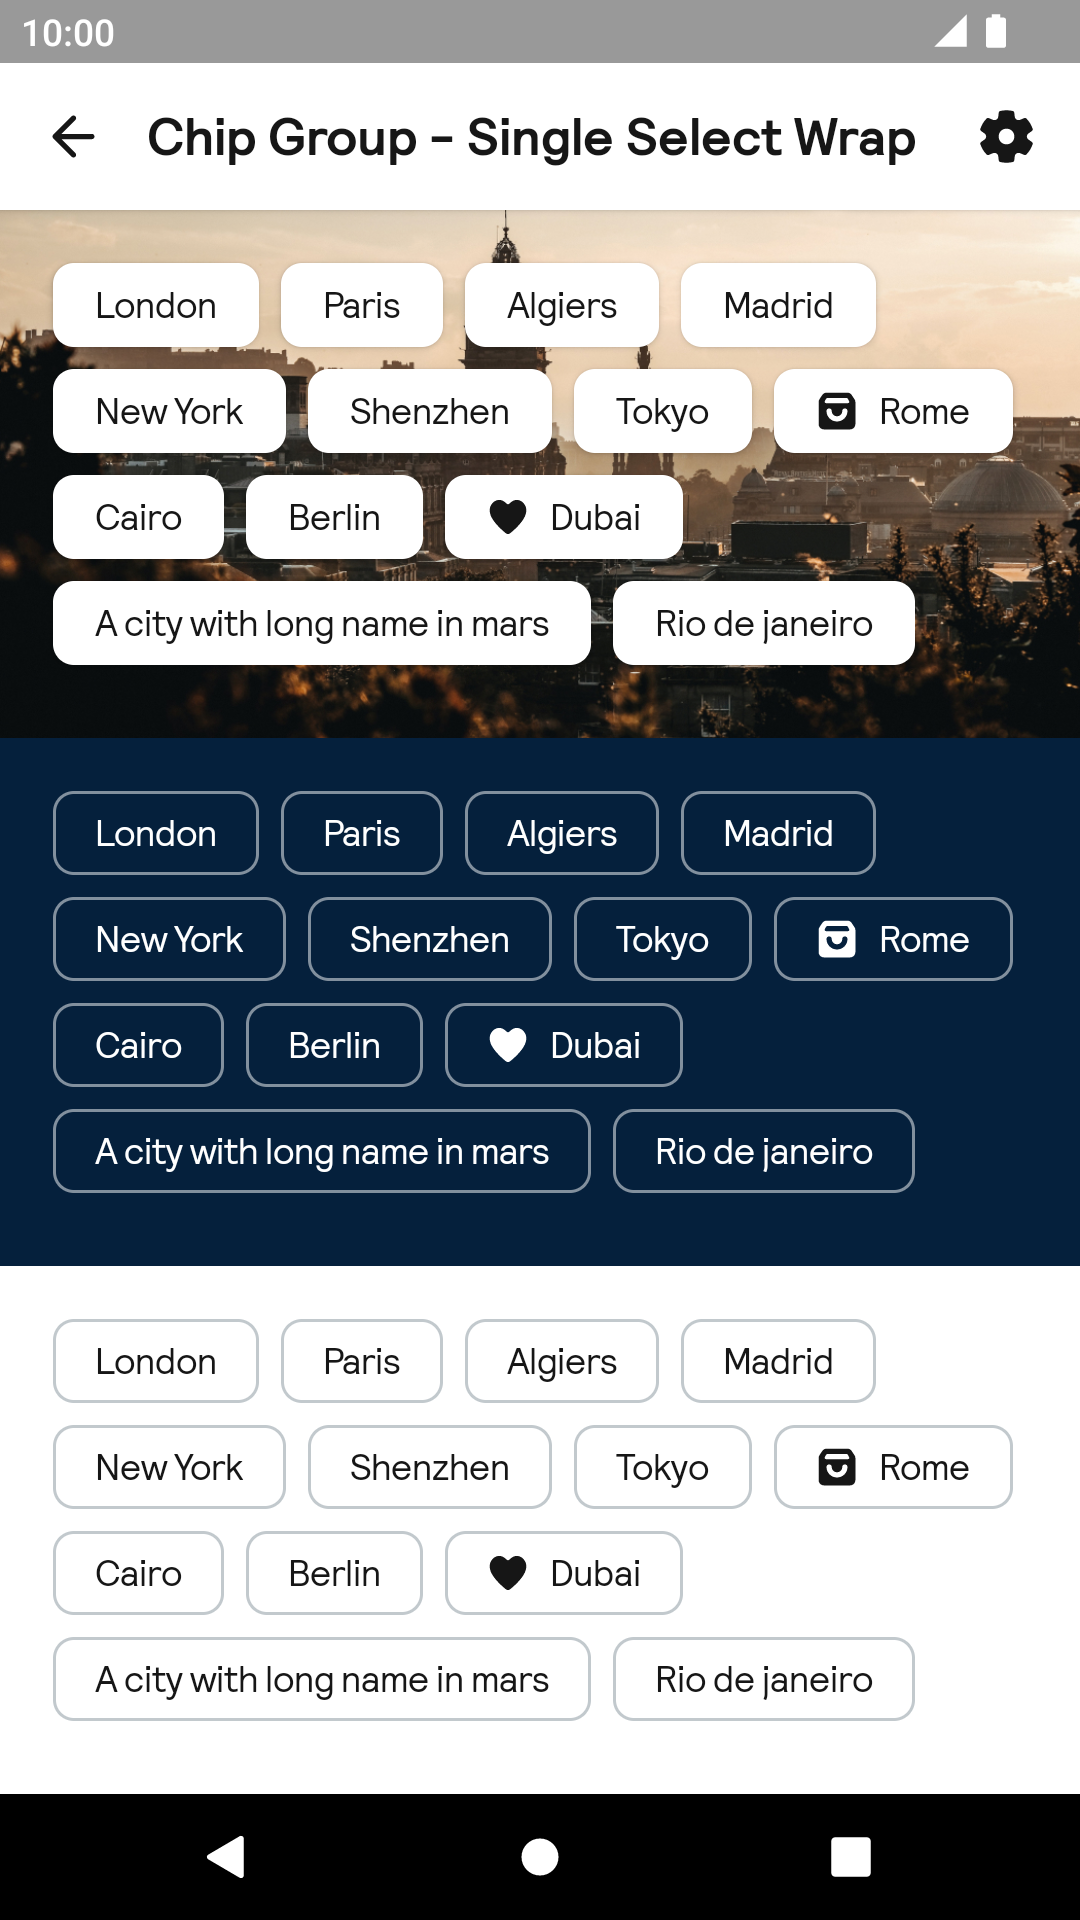 10:00
Chip Group - Single Select Wrap
London Paris Algiers Madrid
New York Shenzhen Tokyo Rome
Cairo Berlin Dubai
A city with long name in mars Rio de janeiro
London Paris Algiers Madrid
New York Shenzhen Tokyo Rome
Cairo Berlin Dubai
A city with long name in mars Rio de janeiro
London Paris Algiers Madrid
New York Shenzhen Tokyo Rome
Cairo Berlin Dubai
A city with long name in mars Rio de janeiro